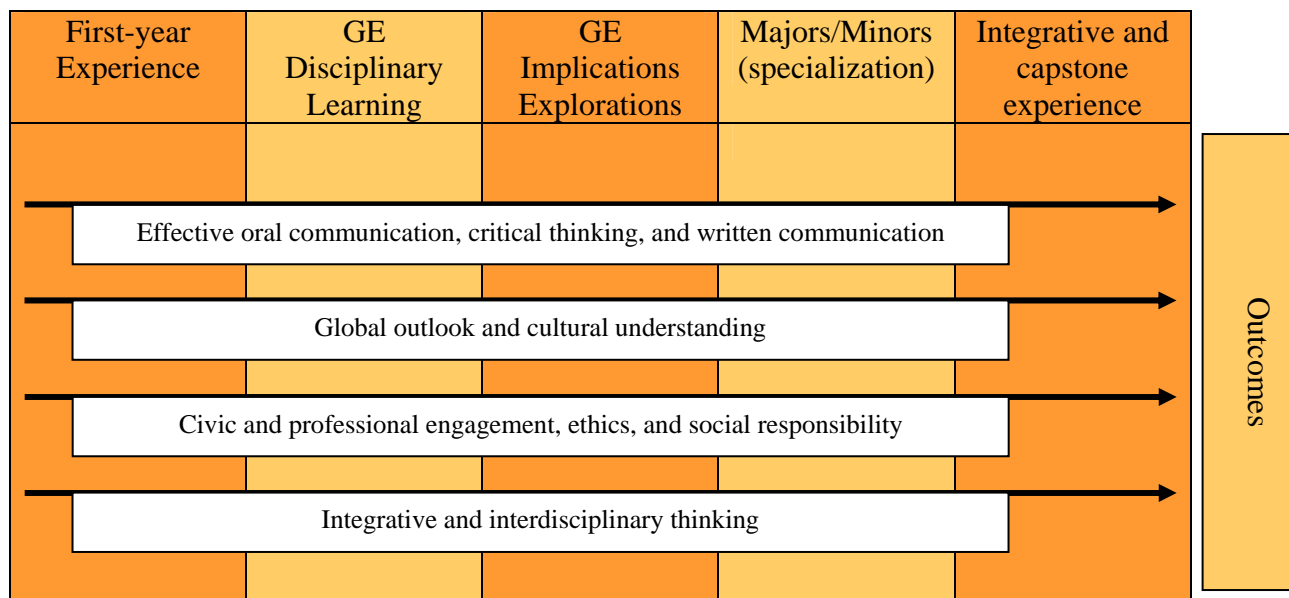 First-year
Experience
GE
Disciplinary
Learning
GE
Implications
Explorations
Majors/Minors
(specialization)
Integrative and
capstone
experience
Effective oral communication, critical thinking, and written communication
Global outlook and cultural understanding
Civic and professional engagement, ethics, and social responsibility
Integrative and interdisciplinary thinking
Outcomes